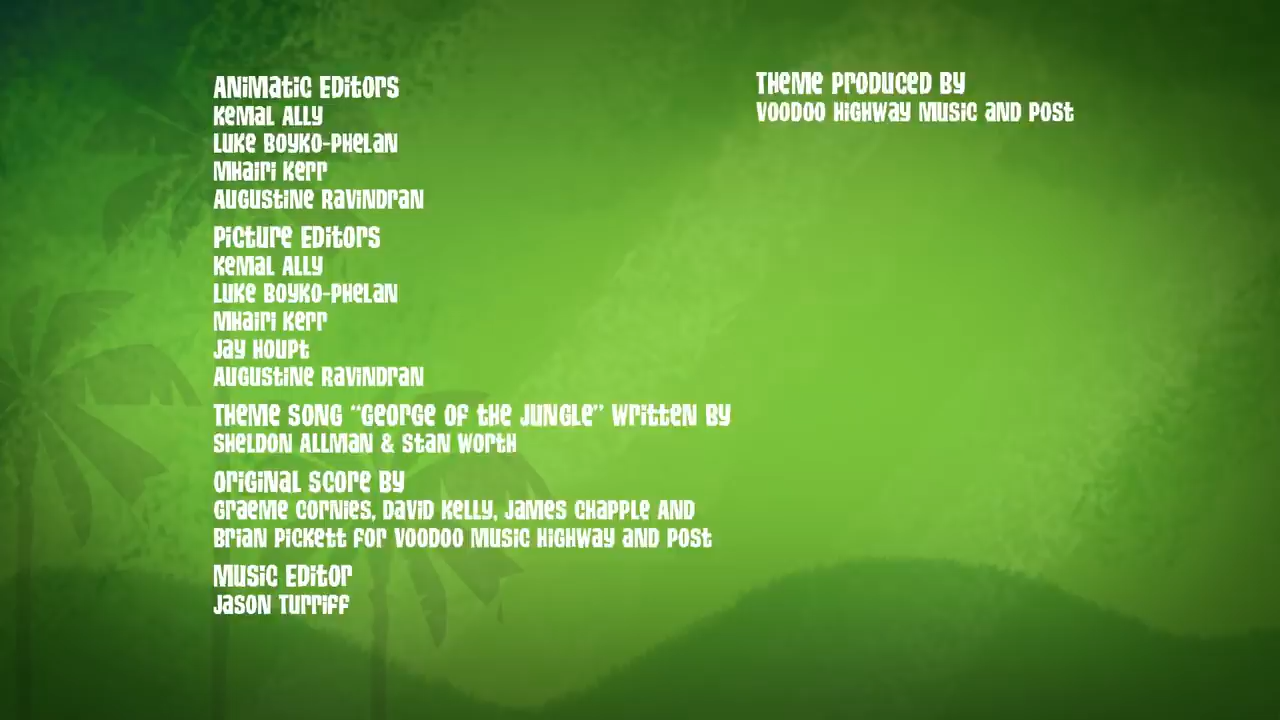 Animatic Editors
Kemal Ally
Luke Boyko-Phelan
Mhairi Kerr
Augustine Ravindran
Picture Editors
Kemal Ally
Luke Boyko-Phelan
Mhairi Kerr
Jay Houpt
Augustine Ravindran
Theme Song “George of the Jungle” Written By
Sheldon Allman & Stan Worth
Original Score By
Graeme Cornies, David Kelly, James Chapple and
Brian Pickett for Voodoo Music Highway and Post
Music Editor
Jason Turriff
Theme Produced By
Voodoo Highway Music and Post